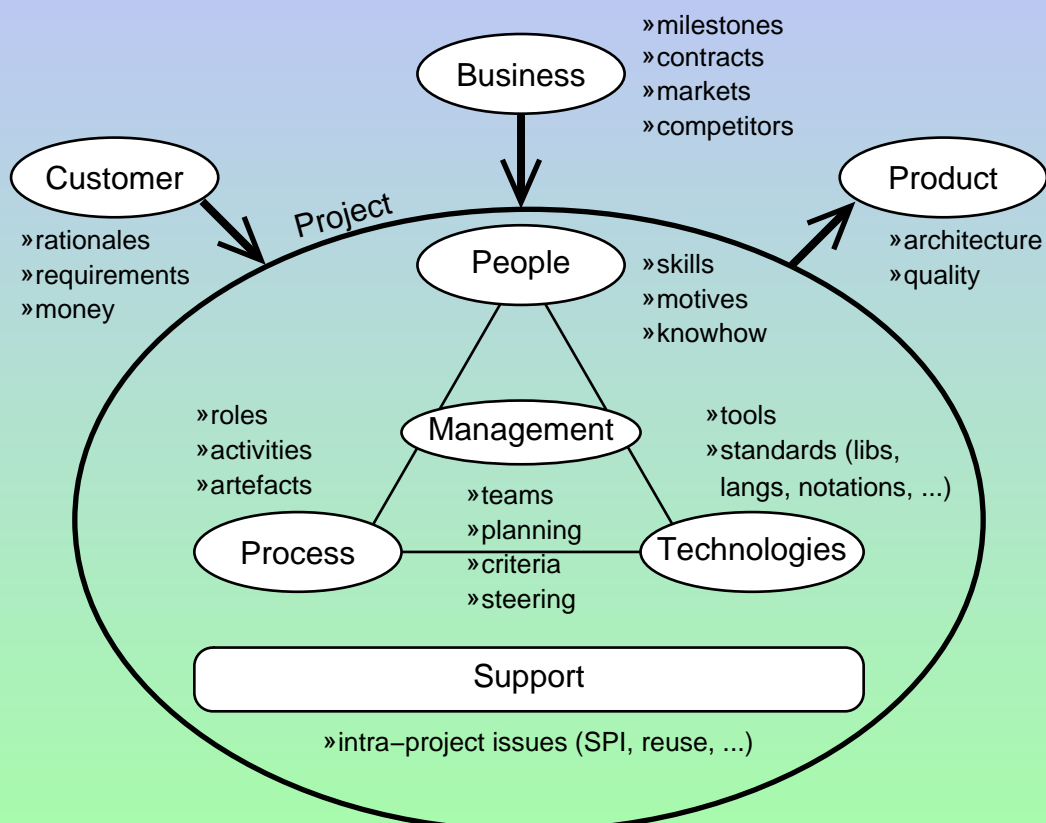 Business
»milestones
»contracts
»markets
»competitors
Customer
»rationales
»requirements
»money
Project
Product
»architecture
»quality
People
»skills
»motives
»knowhow
Management
»teams
»planning
»criteria
»steering
»roles
»activities
»artefacts
Process
»tools
»standards (libs,
langs, notations, ...)
Technologies
Support
»intra−project issues (SPI, reuse, ...)